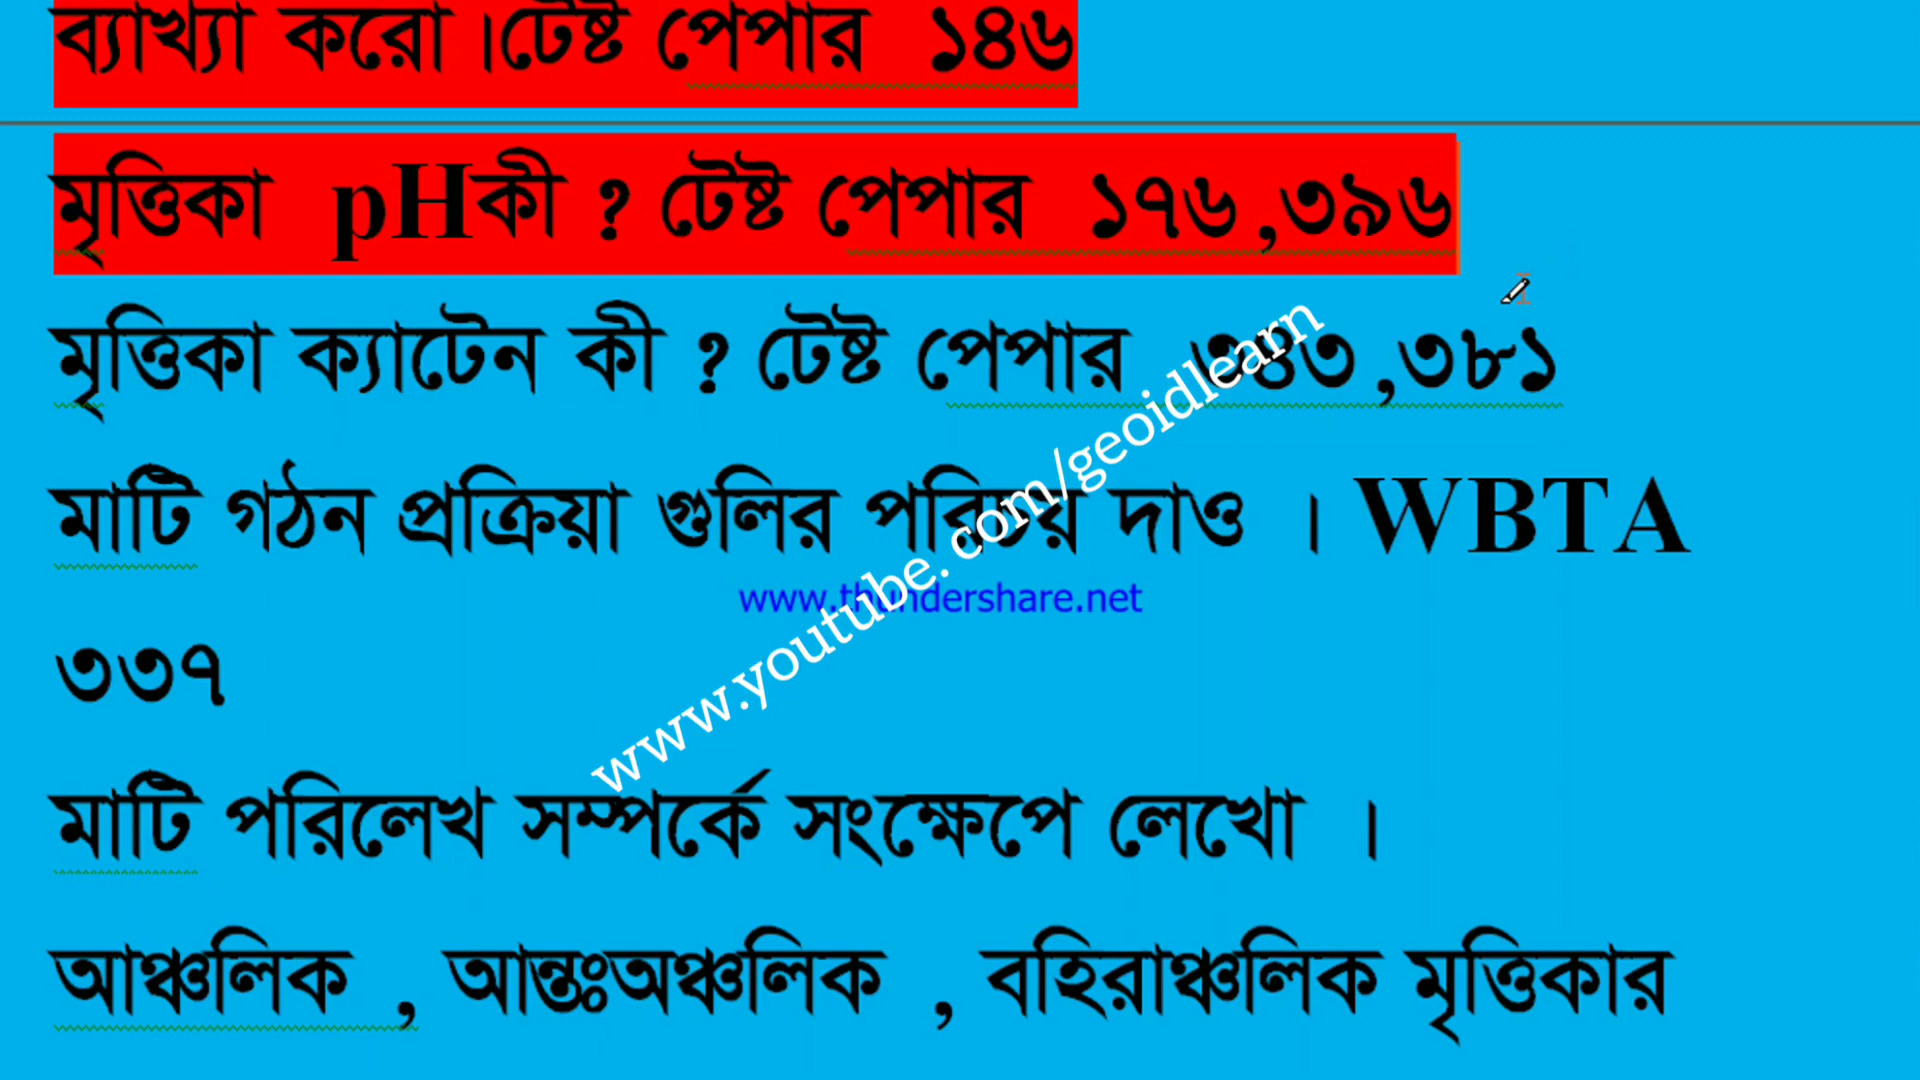 ব্যাখ্যা করো।টেষ্ট পেপার ১৪৬
মৃত্তিকা pHকী ? টেষ্ট পেপার ১৭৬,৩৯৬
মৃত্তিকা ক্যাটেন কী ? টেষ্ট পেপার ৩৪৩,৩৮১
মাটি গঠন প্রক্রিয়া গুলির পরিচয় দাও । WBTA
www.thundershare.net
৩৩৭
www.youtube.com/geoidlearn
মাটি পরিলেখ সম্পর্কে সংক্ষেপে লেখো ।
আঞ্চলিক , আন্তঃঅঞ্চলিক , বহিরাঞ্চলিক মৃত্তিকার